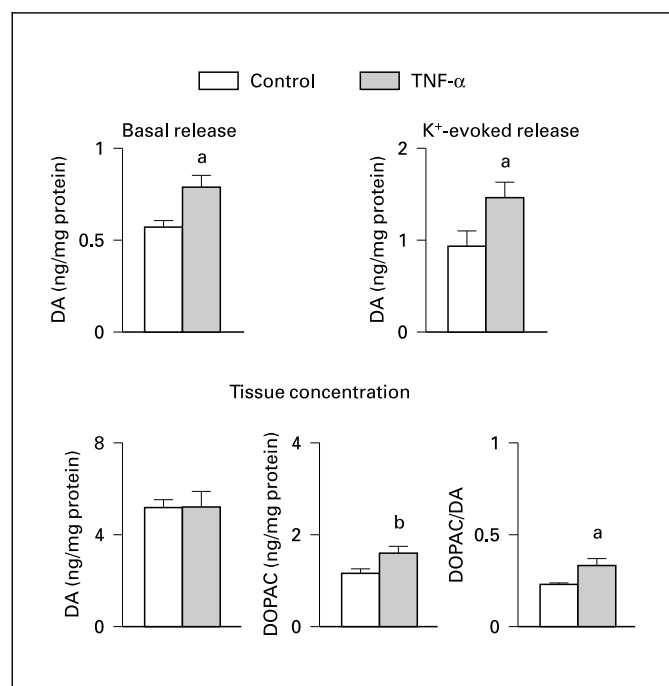 Control TNF-α
Basal release
K⁺-evoked release
DA (ng/mg protein)
1
0.5
0
a
DA (ng/mg protein)
2
1
0
a
Tissue concentration
DA (ng/mg protein)
8
4
0
DOPAC (ng/mg protein)
4
2
0
b
DOPAC/DA
1
0.5
0
a